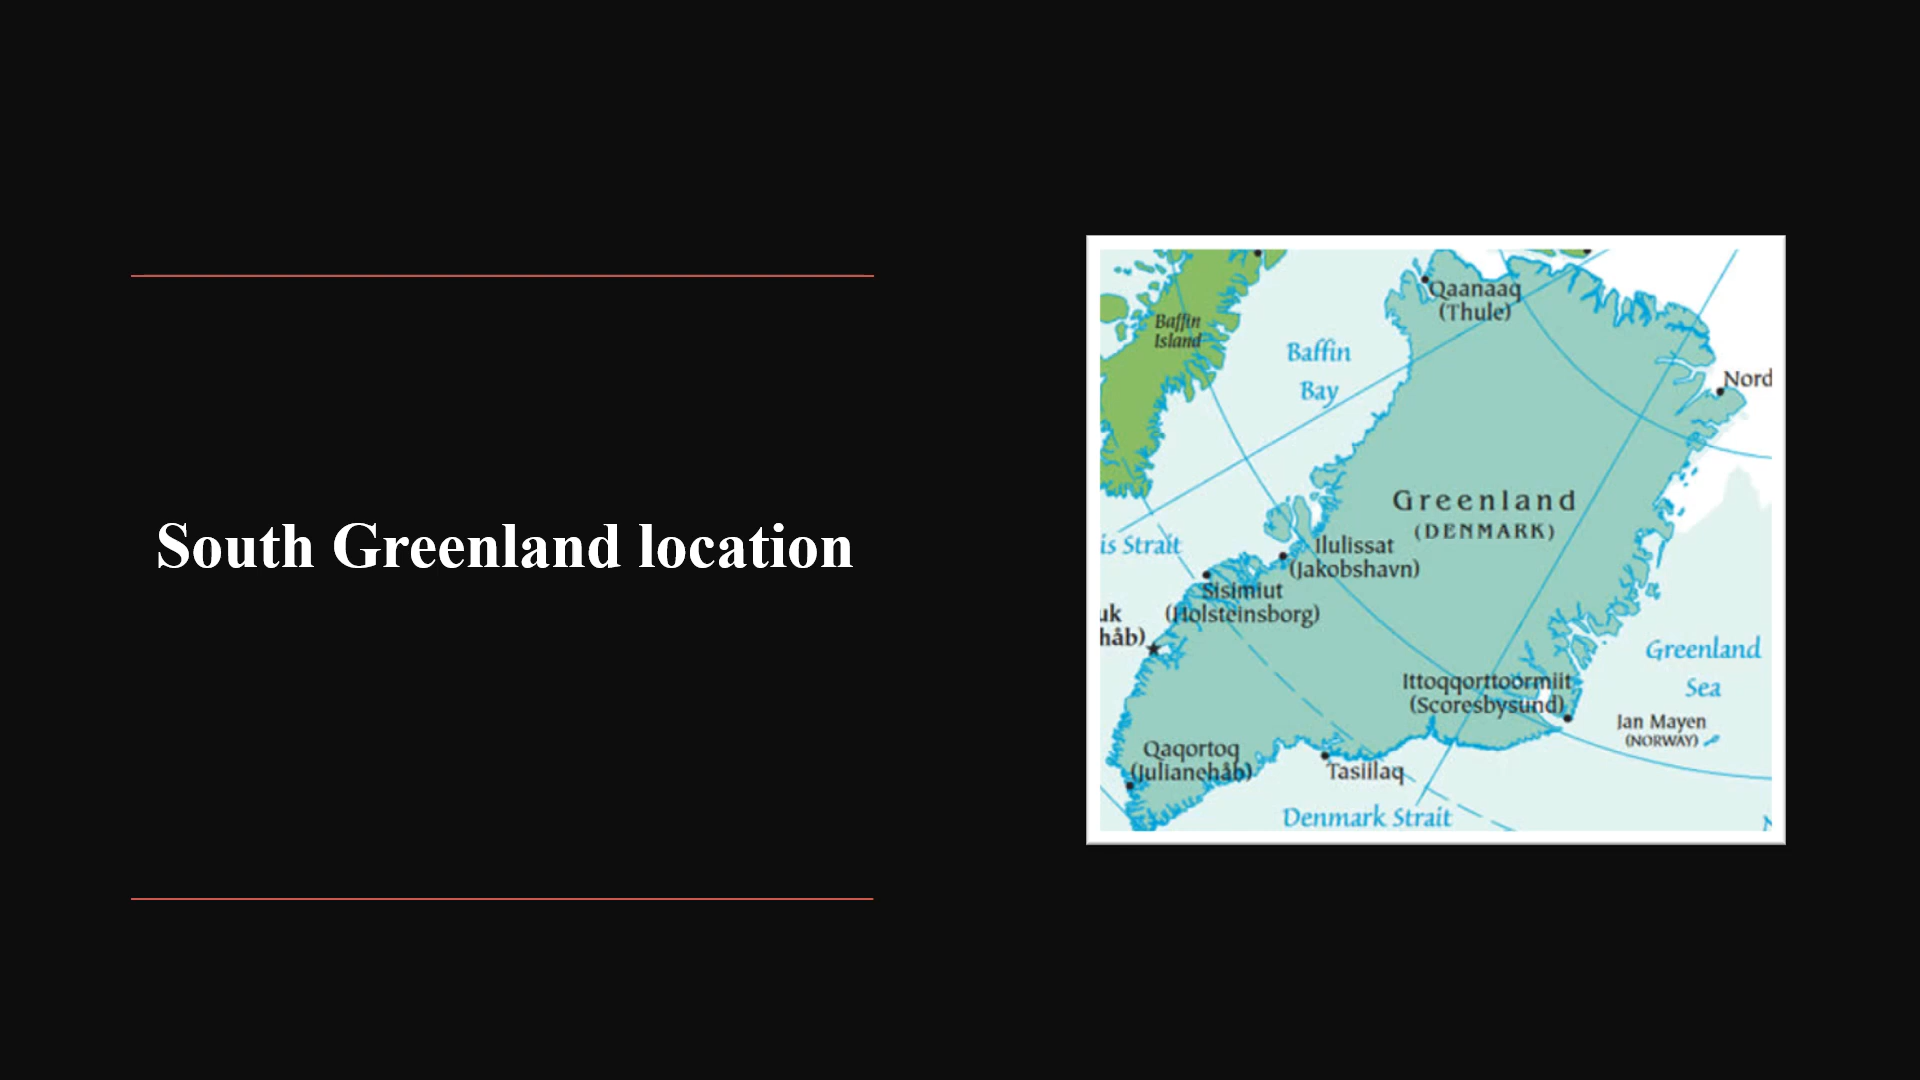 South Greenland location
Qaanaaq
(Thule)
Baffin
Island
Baffin
Bay
Nord
Greenland
(DENMARK)
is Strait
Ilulissat
(Jakobshavn)
Sisimiut
(Holsteinsborg)
uk
håb)
Greenland
Sea
Ittoqqortoormiit
(Scoresbysund)
Jan Mayen
(NORWAY)
Qaqortoq
(Julianehåb)
Tasiilaq
Denmark Strait